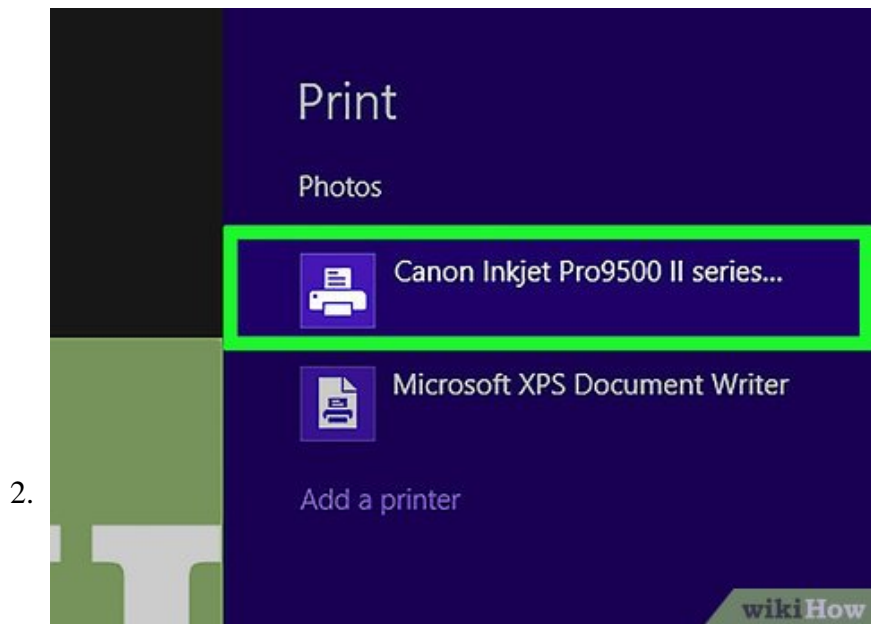 Print
Photos
Canon Inkjet Pro9500 II series...
Microsoft XPS Document Writer
2.
Add a printer
wikiHow